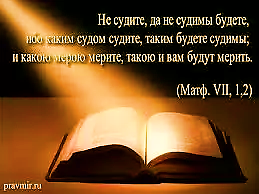 Не судите, да не судимы будете,
ибо каким судом судите, таким будете судимы;
и какою мерою мерите, такою и вам будут мерить.
(Матф. VII, 1,2)
pravmir.ru